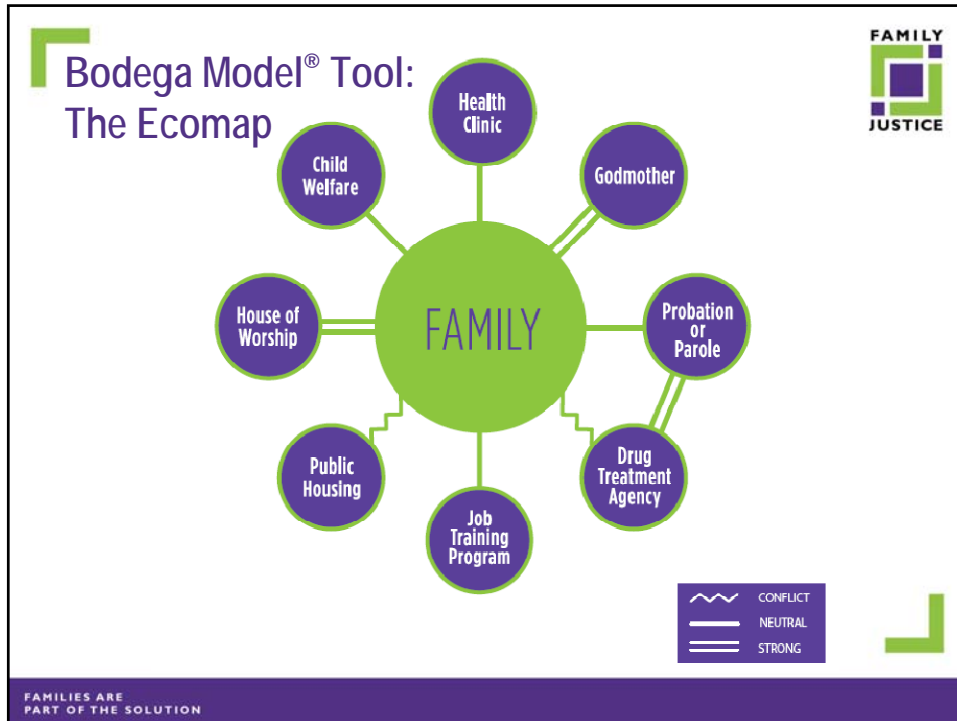 Bodega Model® Tool:
The Ecomap
FAMILY
JUSTICE
Health
Clinic
Godmother
Child
Welfare
House of
Worship
FAMILY
Probation
or
Parole
Public
Housing
Drug
Treatment
Agency
Job
Training
Program
CONFLICT
NEUTRAL
STRONG
FAMILIES ARE
PART OF THE SOLUTION